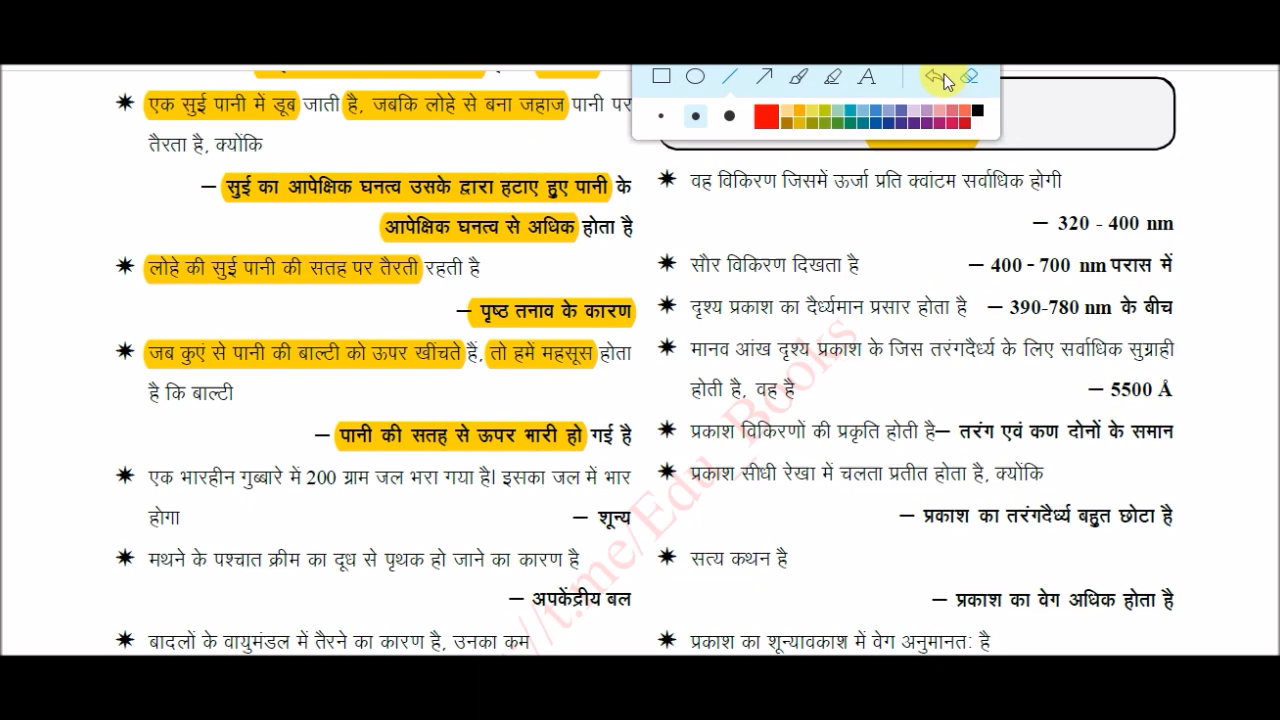 एक सुई पानी में डूब जाती है, जबकि लोहे से बना जहाज पानी पर
तैरता है, क्योंकि
– सुई का आपेक्षिक घनत्व उसके द्वारा हटाए हुए पानी के
आपेक्षिक घनत्व से अधिक होता है
लोहे की सुई पानी की सतह पर तैरती रहती है
– पृष्ठ तनाव के कारण
जब कुएं से पानी की बाल्टी को ऊपर खींचते हैं, तो हमें महसूस होता
है कि बाल्टी
– पानी की सतह से ऊपर भारी हो गई है
एक भारहीन गुब्बारे में 200 ग्राम जल भरा गया है। इसका जल में भार
होगा – शून्य
मथने के पश्चात क्रीम का दूध से पृथक हो जाने का कारण है
– अपकेंद्रीय बल
बादलों के वायुमंडल में तैरने का कारण है, उनका कम
A
वह विकिरण जिसमें ऊर्जा प्रति क्वांटम सर्वाधिक होगी
– 320 - 400 nm
सौर विकिरण दिखता है – 400 - 700 nm परास में
दृश्य प्रकाश का दैर्ध्यमान प्रसार होता है – 390-780 nm के बीच
मानव आंख दृश्य प्रकाश के जिस तरंगदैर्ध्य के लिए सर्वाधिक सुग्राही
होती है, वह है – 5500 Å
प्रकाश विकिरणों की प्रकृति होती है– तरंग एवं कण दोनों के समान
प्रकाश सीधी रेखा में चलता प्रतीत होता है, क्योंकि
– प्रकाश का तरंगदैर्ध्य बहुत छोटा है
सत्य कथन है
– प्रकाश का वेग अधिक होता है
प्रकाश का शून्यावकाश में वेग अनुमानत: है
//t.me/Edu_Books